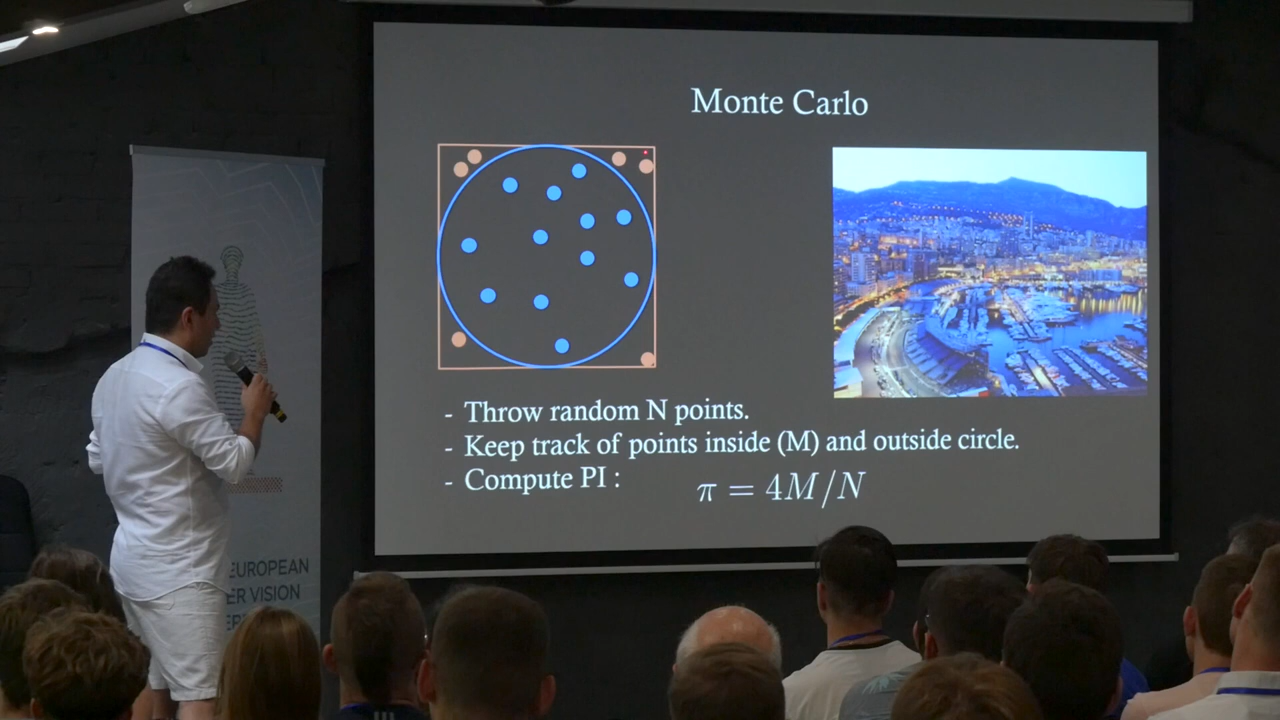 Monte Carlo
- Throw random N points.
- Keep track of points inside (M) and outside circle.
- Compute PI : π = 4M/N
EUROPEAN
ER VISION